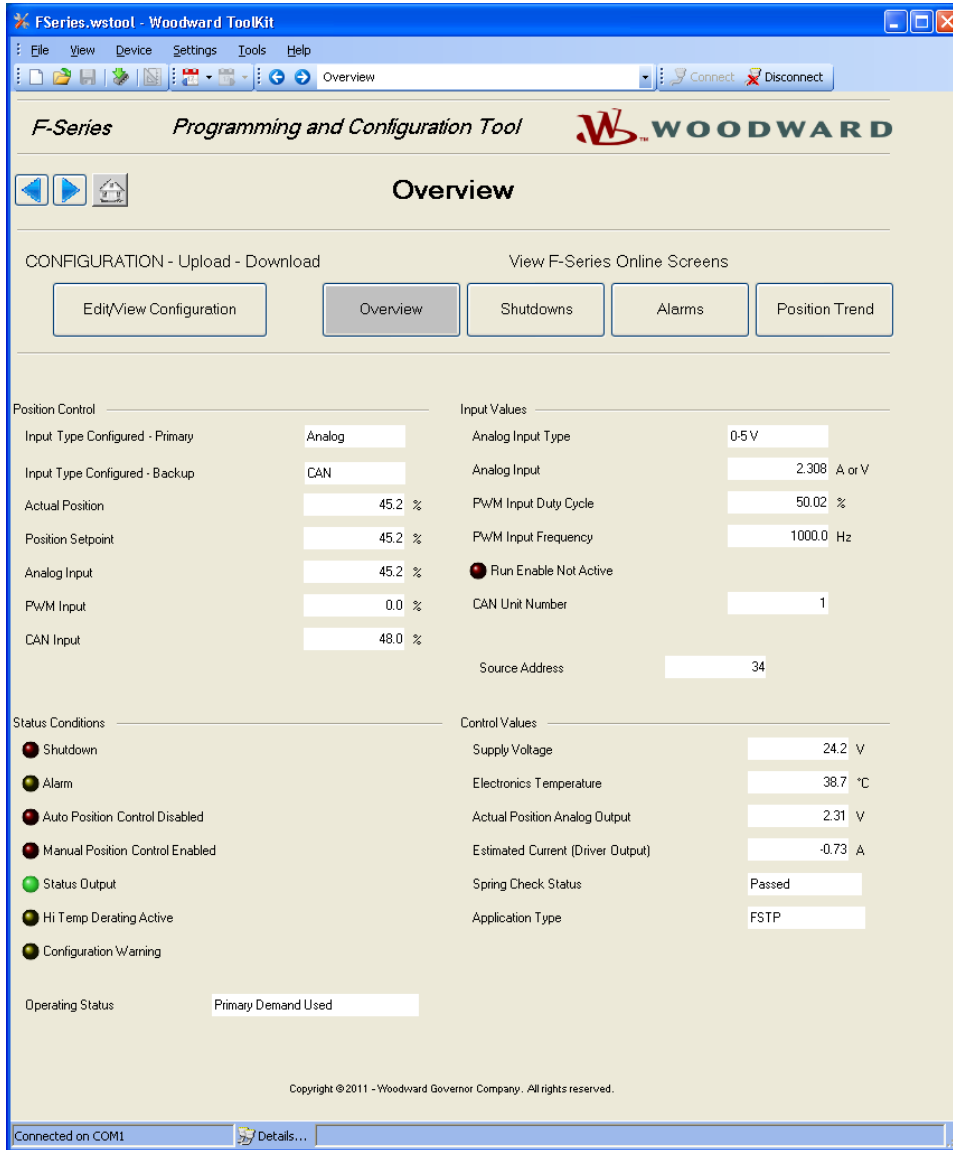 FSeries.wstool - Woodward ToolKit
File View Device Settings Tools Help
Overview Connect Disconnect
F-Series Programming and Configuration Tool W™ WOODWARD
Overview
CONFIGURATION - Upload - Download View F-Series Online Screens
Edit/View Configuration Overview Shutdowns Alarms Position Trend
Position Control
Input Type Configured - Primary Analog
Input Type Configured - Backup CAN
Actual Position 45.2 %
Position Setpoint 45.2 %
Analog Input 45.2 %
PWM Input 0.0 %
CAN Input 48.0 %
Input Values
Analog Input Type 0-5 V
Analog Input 2.308 A or V
PWM Input Duty Cycle 50.02 %
PWM Input Frequency 1000.0 Hz
Run Enable Not Active
CAN Unit Number 1
Source Address 34
Status Conditions
Shutdown
Alarm
Auto Position Control Disabled
Manual Position Control Enabled
Status Output
Hi Temp Derating Active
Configuration Warning
Operating Status Primary Demand Used
Control Values
Supply Voltage 24.2 V
Electronics Temperature 38.7 °C
Actual Position Analog Output 2.31 V
Estimated Current (Driver Output) -0.73 A
Spring Check Status Passed
Application Type FSTP
Copyright © 2011 - Woodward Governor Company. All rights reserved.
Connected on COM1 Details...